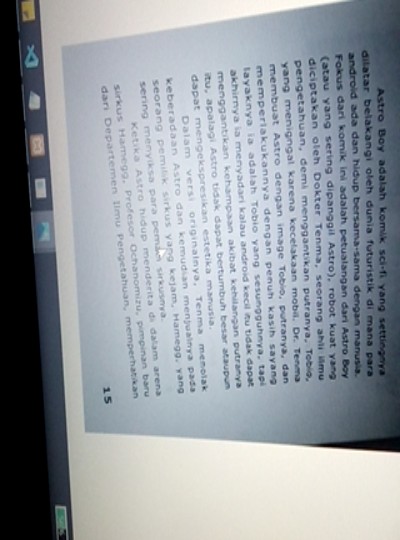 Astro Boy adalah komik sci-fi yang settingnya
dilatar belakangi oleh dunia futuristik di mana para
android ada dan hidup bersama-sama dengan manusia.
Fokus dari komik ini adalah petualangan dari Astro Boy
(atau yang sering dipanggil Astro), robot kuat yang
diciptakan oleh Dokter Tenma, seorang ahli ilmu
pengetahuan, demi menggantikan putranya, Tobio,
yang meninggal karena kecelakaan mobil. Dr. Tenma
membuat Astro dengan image Tobio, putranya, dan
memperlakukannya dengan penuh kasih sayang
layaknya ia adalah Tobio yang sesungguhnya, tapi
akhirnya ia menyadari kalau android kecil itu tidak dapat
menggantikan kehampaan akibat kehilangan putranya
itu, apalagi Astro tidak dapat bertumbuh besar ataupun
dapat mengekspresikan estetika manusia.
Dalam versi originalnya, Tenma menolak
keberadaan Astro dan kemudian menjualnya pada
seorang pemilik sirkus yang kejam, Hamegg, yang
sering menyiksa para pemain sirkusnya.
Ketika Astro hidup menderita di dalam arena
sirkus Hamegg, Profesor Ochanomizu, pimpinan baru
dari Departemen Ilmu Pengetahuan, memperhatikan
15